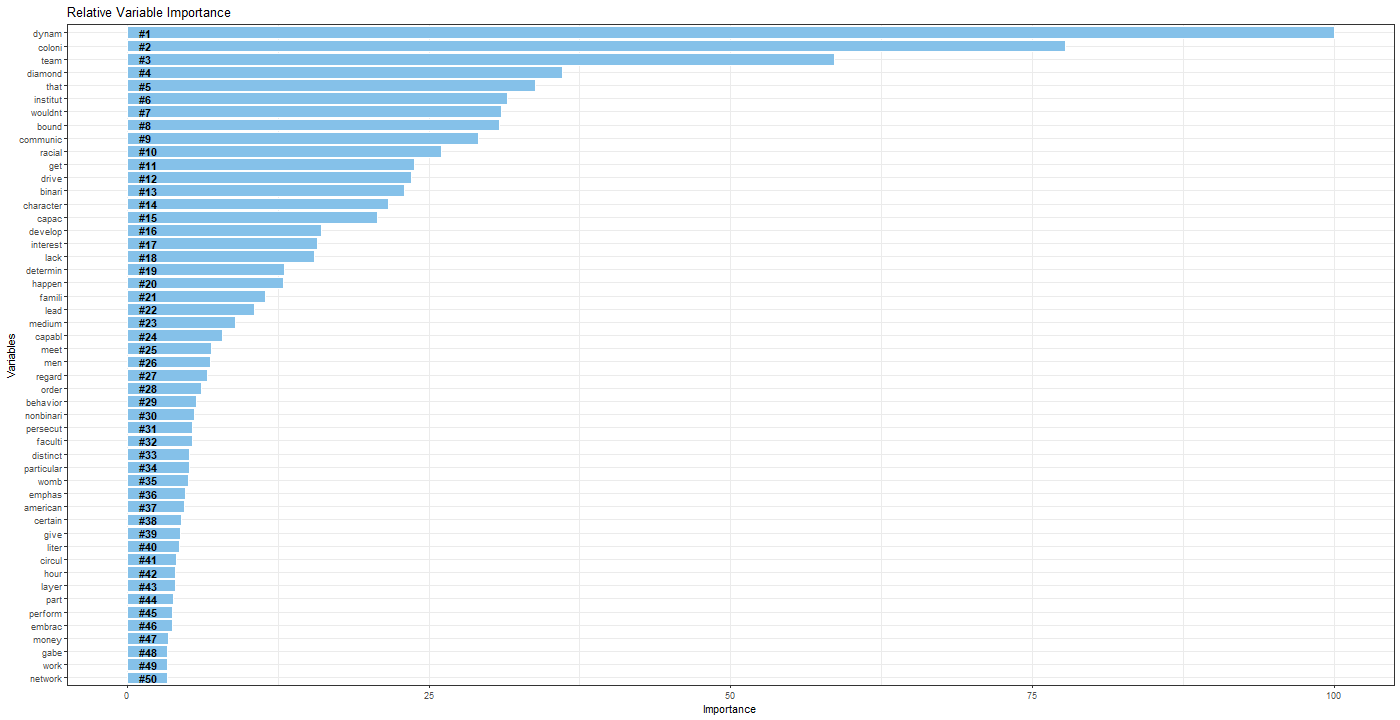 Relative Variable Importance
dynam #1
coloni #2
team #3
diamond #4
that #5
institut #6
wouldnt #7
bound #8
communic #9
racial #10
get #11
drive #12
binari #13
character #14
capac #15
develop #16
interest #17
lack #18
determin #19
happen #20
famili #21
lead #22
medium #23
capabl #24
meet #25
men #26
regard #27
order #28
behavior #29
nonbinari #30
persecut #31
faculti #32
distinct #33
particular #34
womb #35
emphas #36
american #37
certain #38
give #39
liter #40
circul #41
hour #42
layer #43
part #44
perform #45
embrac #46
money #47
gabe #48
work #49
network #50
Variables
0 25 50 75 100
Importance